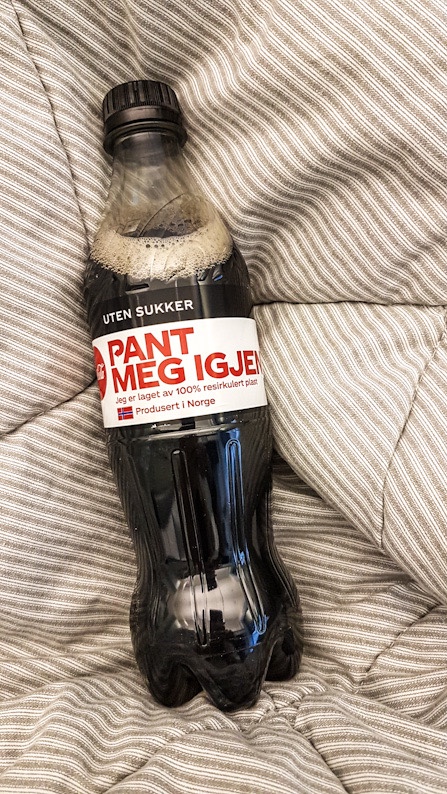 UTEN SUKKER
PANT
MEG IGJEN
Jeg er laget av 100% resirkulert plast
Produsert i Norge